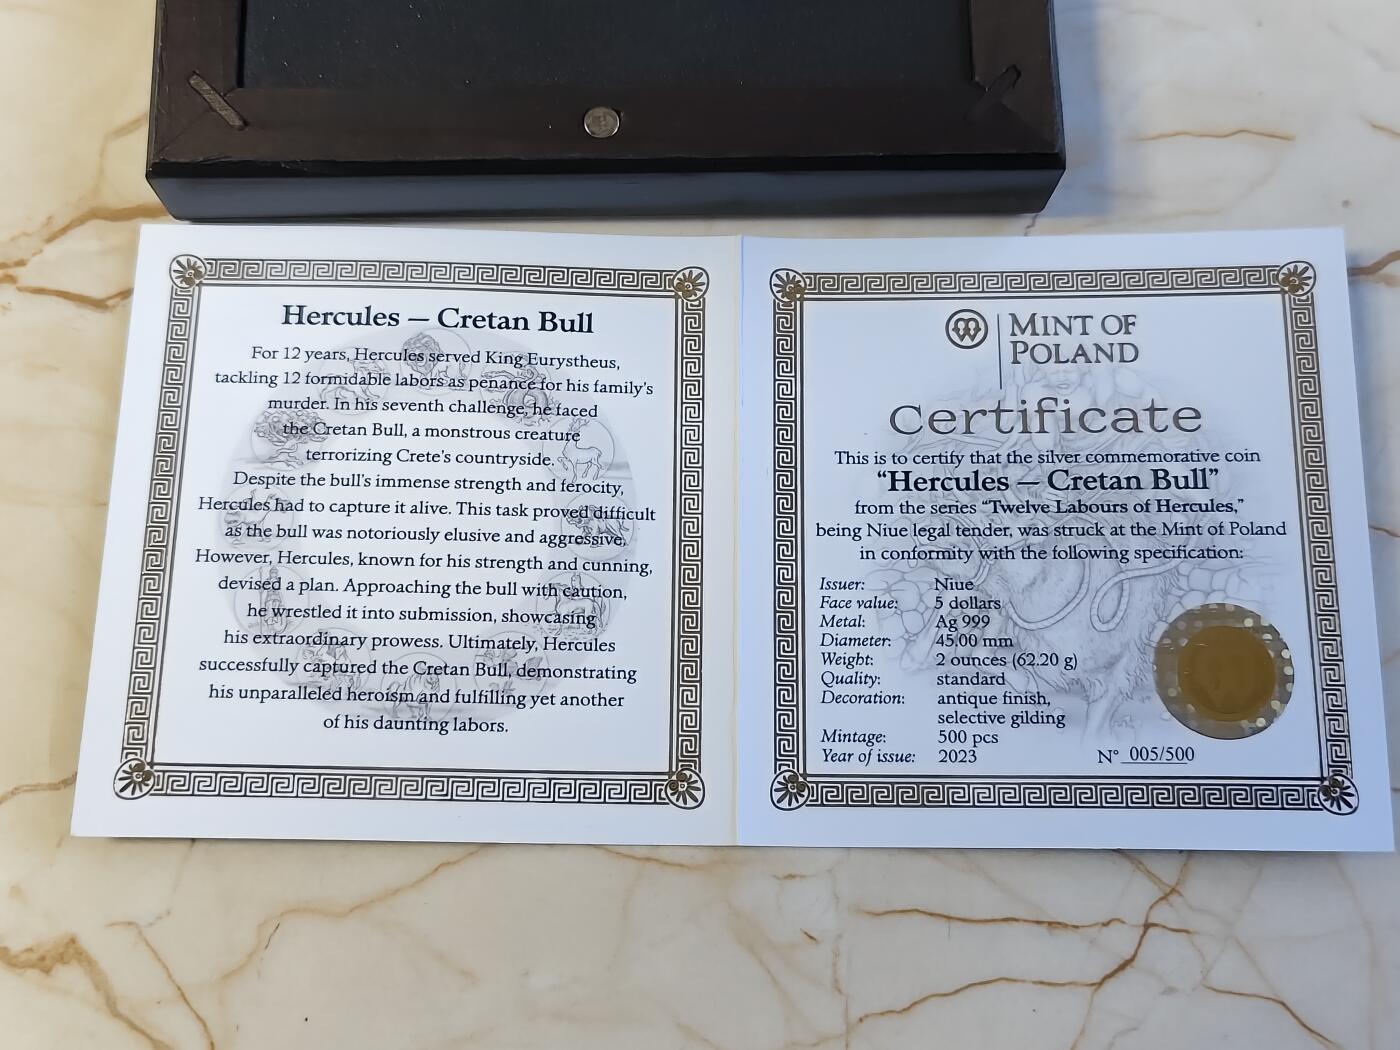 Hercules — Cretan Bull
For 12 years, Hercules served King Eurystheus,
tackling 12 formidable labors as penance for his family's
murder. In his seventh challenge, he faced
the Cretan Bull, a monstrous creature
terrorizing Crete's countryside.
Despite the bull's immense strength and ferocity,
Hercules had to capture it alive. This task proved difficult
as the bull was notoriously elusive and aggressive.
However, Hercules, known for his strength and cunning,
devised a plan. Approaching the bull with caution,
he wrestled it into submission, showcasing
his extraordinary prowess. Ultimately, Hercules
successfully captured the Cretan Bull, demonstrating
his unparalleled heroism and fulfilling yet another
of his daunting labors.
MINT OF
POLAND
Certificate
This is to certify that the silver commemorative coin
“Hercules — Cretan Bull”
from the series “Twelve Labours of Hercules,”
being Niue legal tender, was struck at the Mint of Poland
in conformity with the following specification:
Issuer: Niue
Face value: 5 dollars
Metal: Ag 999
Diameter: 45.00 mm
Weight: 2 ounces (62.20 g)
Quality: standard
Decoration: antique finish,
selective gilding
Mintage: 500 pcs
Year of issue: 2023
N° 005/500